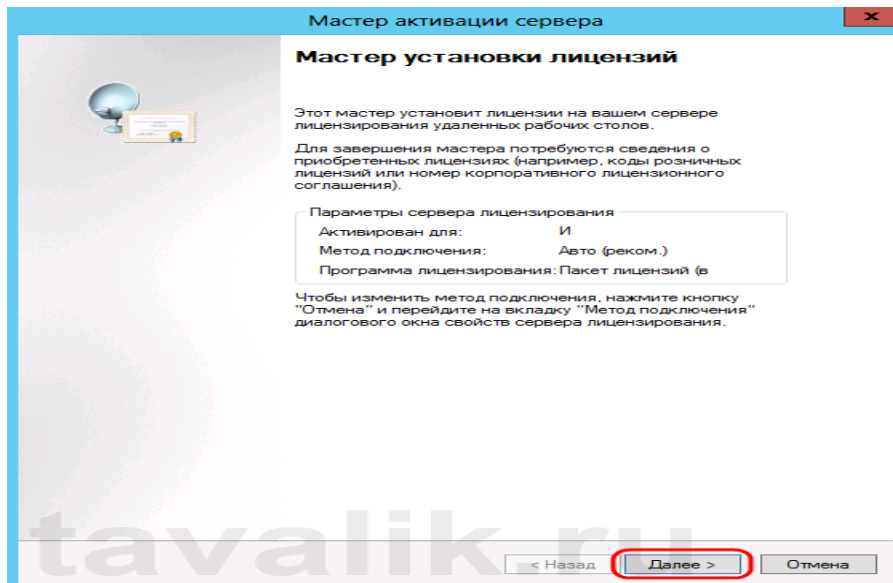 Мастер активации сервера
Мастер установки лицензий
Этот мастер установит лицензии на вашем сервере
лицензирования удаленных рабочих столов.
Для завершения мастера потребуются сведения о
приобретенных лицензиях (например, коды розничных
лицензий или номер корпоративного лицензионного
соглашения).
Параметры сервера лицензирования
Активирован для: И
Метод подключения: Авто (реком.)
Программа лицензирования: Пакет лицензий (в
Чтобы изменить метод подключения, нажмите кнопку
"Отмена" и перейдите на вкладку "Метод подключения"
диалогового окна свойств сервера лицензирования.
tavalik.ru
< Назад Далее > Отмена